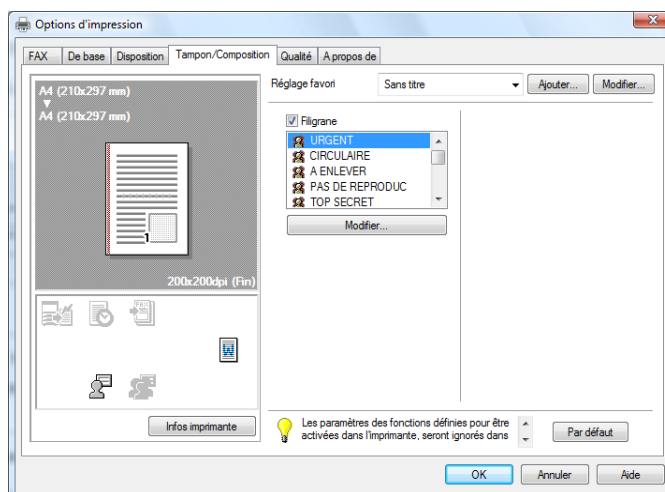 Options d'impression
FAX De base Disposition Tampon/Composition Qualité A propos de
A4 (210x297 mm)
A4 (210x297 mm)
1
200x200dpi (Fin)
Infos imprimante
Réglage favori Sans titre Ajouter... Modifier...
Filigrane
URGENT
CIRCULAIRE
A ENLEVER
PAS DE REPRODUC
TOP SECRET
Modifier...
Les paramètres des fonctions définies pour être
activées dans l'imprimante, seront ignorés dans
Par défaut
OK Annuler Aide